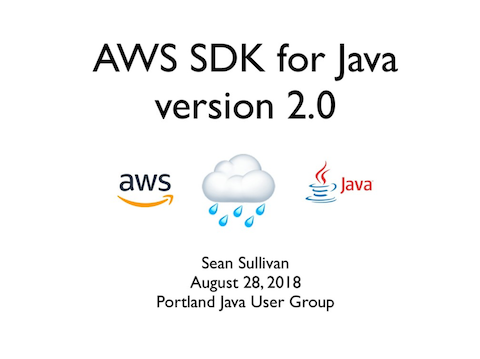 AWS SDK for Java
version 2.0
aws
Java
Sean Sullivan
August 28, 2018
Portland Java User Group